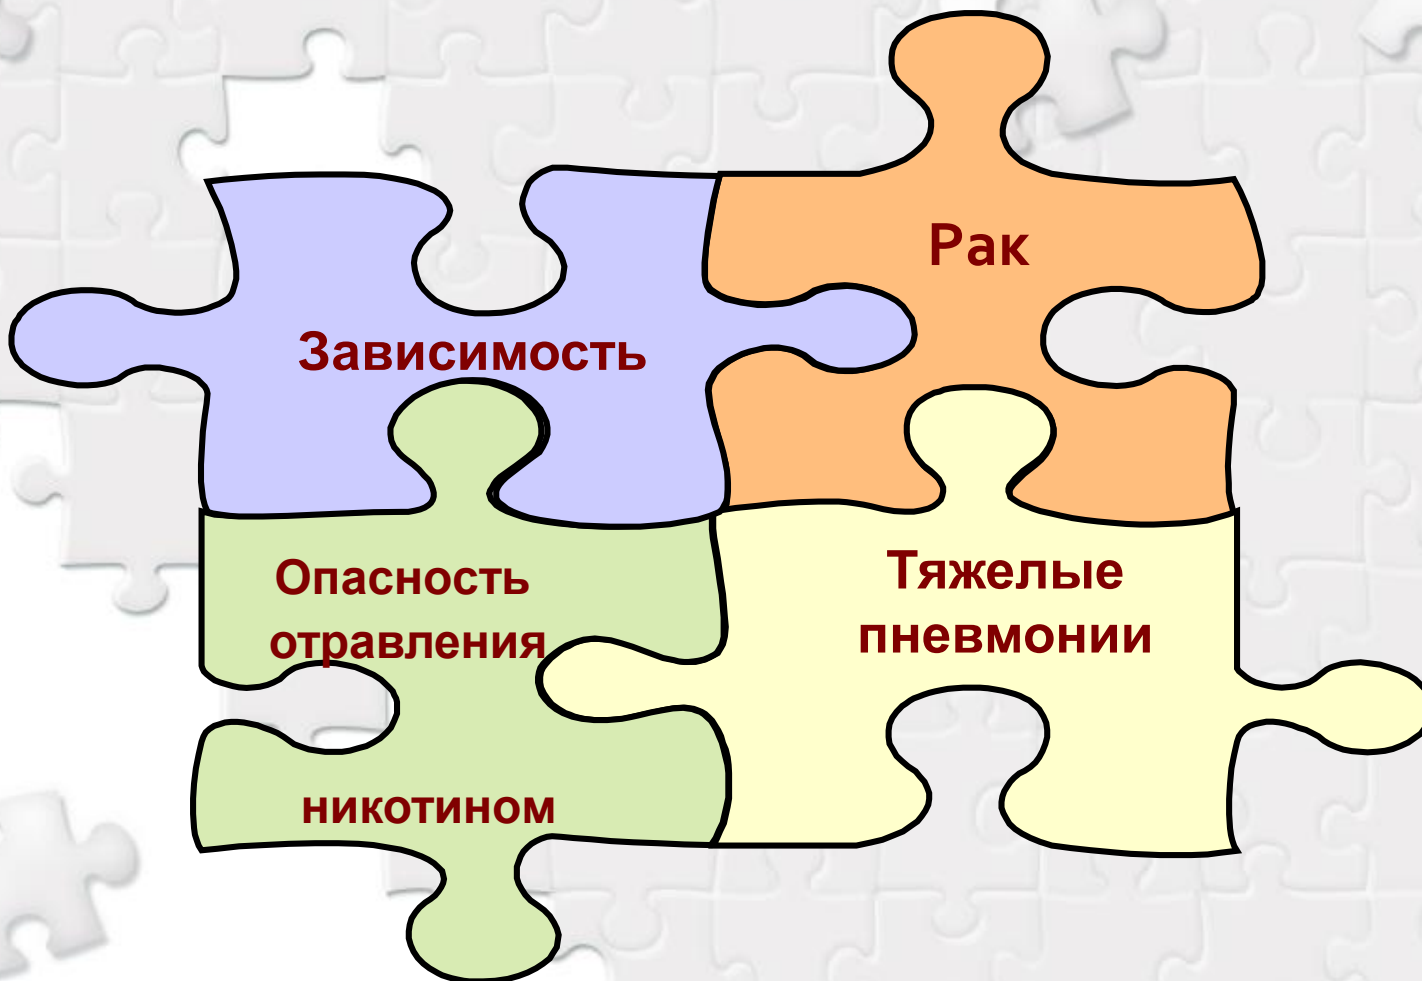 Зависимость
Рак
Опасность
отравления
никотином
Тяжелые
пневмонии